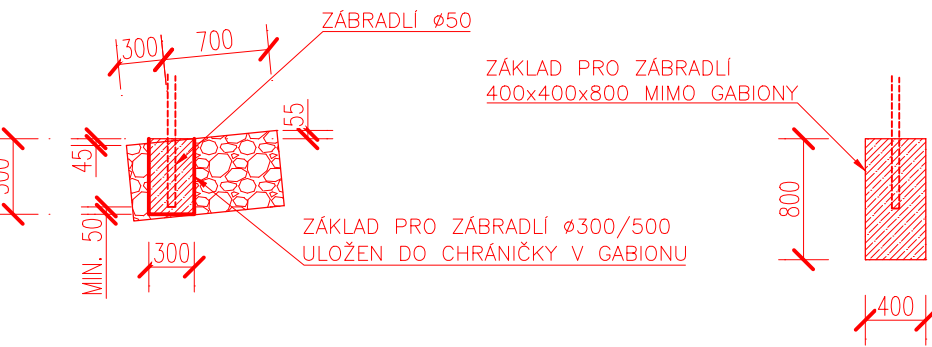 ZÁBRADLÍ ø50
300
700
ZÁKLAD PRO ZÁBRADLÍ
400x400x800 MIMO GABIONY
55
45
800
MIN. 50
300
ZÁKLAD PRO ZÁBRADLÍ ø300/500
ULOŽEN DO CHRÁNIČKY V GABIONU
400